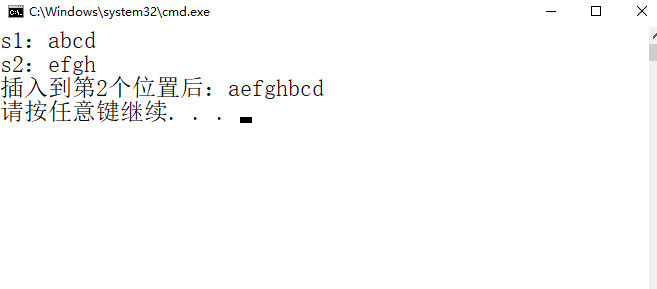 C:\Windows\system32\cmd.exe
s1：abcd
s2：efgh
插入到第2个位置后：aefghbcd
请按任意键继续. . .